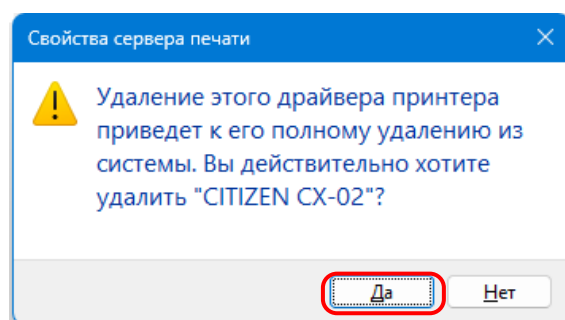 Свойства сервера печати
Удаление этого драйвера принтера
приведет к его полному удалению из
системы. Вы действительно хотите
удалить "CITIZEN CX-02"?
Да
Нет